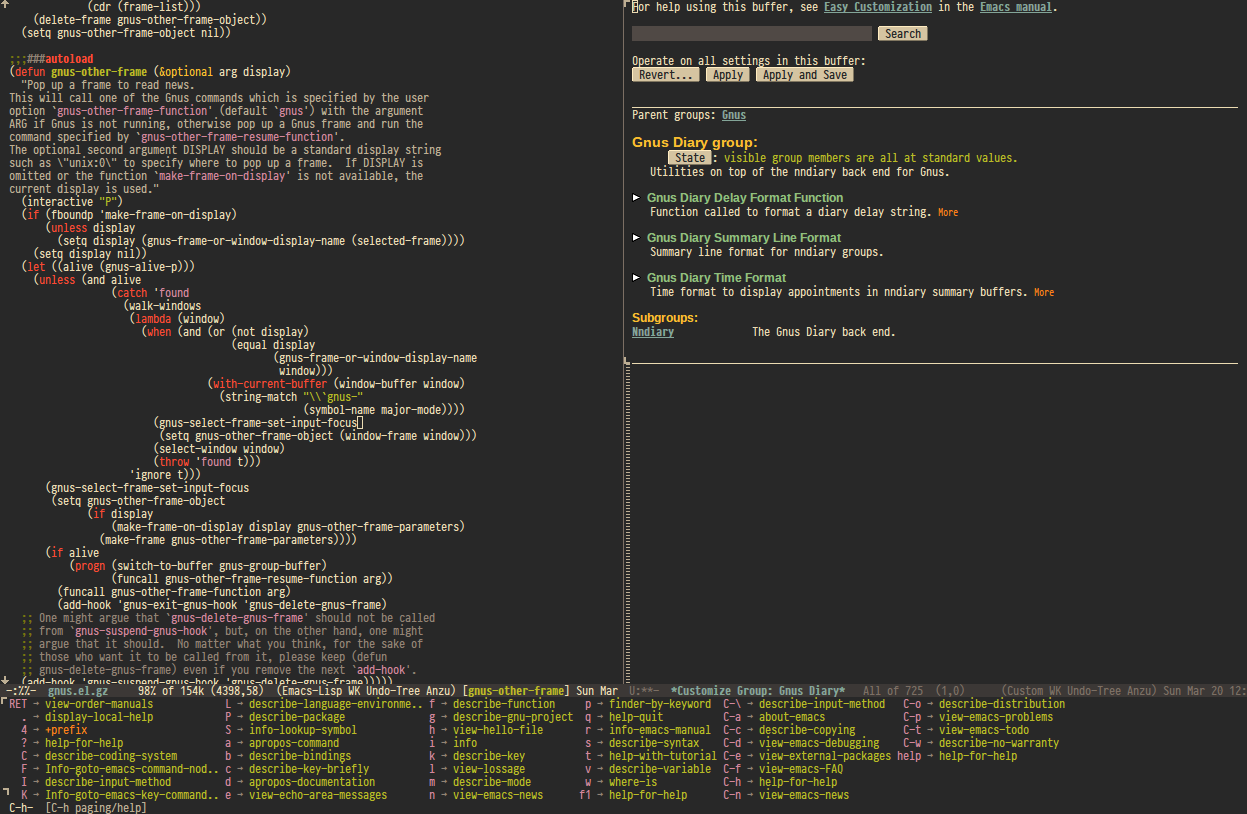 (cdr (frame-list)))
(delete-frame gnus-other-frame-object))
(setq gnus-other-frame-object nil))
;;;###autoload
(defun gnus-other-frame (&optional arg display)
"Pop up a frame to read news.
This will call one of the Gnus commands which is specified by the user
option `gnus-other-frame-function' (default `gnus') with the argument
ARG if Gnus is not running, otherwise pop up a Gnus frame and run the
command specified by `gnus-other-frame-resume-function'.
The optional second argument DISPLAY should be a standard display string
such as \"unix:0\" to specify where to pop up a frame.  If DISPLAY is
omitted or the function `make-frame-on-display' is not available, the
current display is used."
(interactive "P")
(if (fboundp 'make-frame-on-display)
(unless display
(setq display (gnus-frame-or-window-display-name (selected-frame))))
(setq display nil))
(let ((alive (gnus-alive-p)))
(unless (and alive
(catch 'found
(walk-windows
(lambda (window)
(when (and (or (not display)
(equal display
(gnus-frame-or-window-display-name
window)))
(with-current-buffer (window-buffer window)
(string-match "\\`gnus-"
(symbol-name major-mode))))
(gnus-select-frame-set-input-focus
(setq gnus-other-frame-object (window-frame window)))
(select-window window)
(throw 'found t)))
'ignore t)))
(gnus-select-frame-set-input-focus
(setq gnus-other-frame-object
(if display
(make-frame-on-display display gnus-other-frame-parameters)
(make-frame gnus-other-frame-parameters))))
(if alive
(progn (switch-to-buffer gnus-group-buffer)
(funcall gnus-other-frame-resume-function arg))
(funcall gnus-other-frame-function arg)
(add-hook 'gnus-exit-gnus-hook 'gnus-delete-gnus-frame)
;; One might argue that `gnus-delete-gnus-frame' should not be called
;; from `gnus-suspend-gnus-hook', but, on the other hand, one might
;; argue that it should.  No matter what you think, for the sake of
;; those who want it to be called from it, please keep (defun
;; gnus-delete-gnus-frame) even if you remove the next `add-hook'.
(add-hook 'gnus-suspend-gnus-hook 'gnus-delete-gnus-frame)))))
-:%%-  gnus.el.gz     98% of 154k (4398,58)  (Emacs-Lisp WK Undo-Tree Anzu) [gnus-other-frame] Sun Mar
For help using this buffer, see Easy Customization in the Emacs manual.
Search
Operate on all settings in this buffer:
Revert... Apply Apply and Save
Parent groups: Gnus
Gnus Diary group:
State : visible group members are all at standard values.
Utilities on top of the nndiary back end for Gnus.
Gnus Diary Delay Format Function
Function called to format a diary delay string. More
Gnus Diary Summary Line Format
Summary line format for nndiary groups.
Gnus Diary Time Format
Time format to display appointments in nndiary summary buffers. More
Subgroups:
Nndiary The Gnus Diary back end.
U:**-  *Customize Group: Gnus Diary*   All of 725  (1,0)      (Custom WK Undo-Tree Anzu) Sun Mar 20 12:
RET → view-order-manuals L → describe-language-environme.. f → describe-function p → finder-by-keyword C-\ → describe-input-method C-o → describe-distribution
. → display-local-help P → describe-package g → describe-gnu-project q → help-quit C-a → about-emacs C-p → view-emacs-problems
4 → +prefix S → info-lookup-symbol h → view-hello-file r → info-emacs-manual C-c → describe-copying C-t → view-emacs-todo
? → help-for-help a → apropos-command i → info s → describe-syntax C-d → view-emacs-debugging C-w → describe-no-warranty
C → describe-coding-system b → describe-bindings k → describe-key t → help-with-tutorial C-e → view-external-packages help → help-for-help
F → Info-goto-emacs-command-nod.. c → describe-key-briefly l → view-lossage v → describe-variable C-f → view-emacs-FAQ
I → describe-input-method d → apropos-documentation m → describe-mode w → where-is C-h → help-for-help
K → Info-goto-emacs-key-command.. e → view-echo-area-messages n → view-emacs-news f1 → help-for-help C-n → view-emacs-news
C-h-  [C-h paging/help]